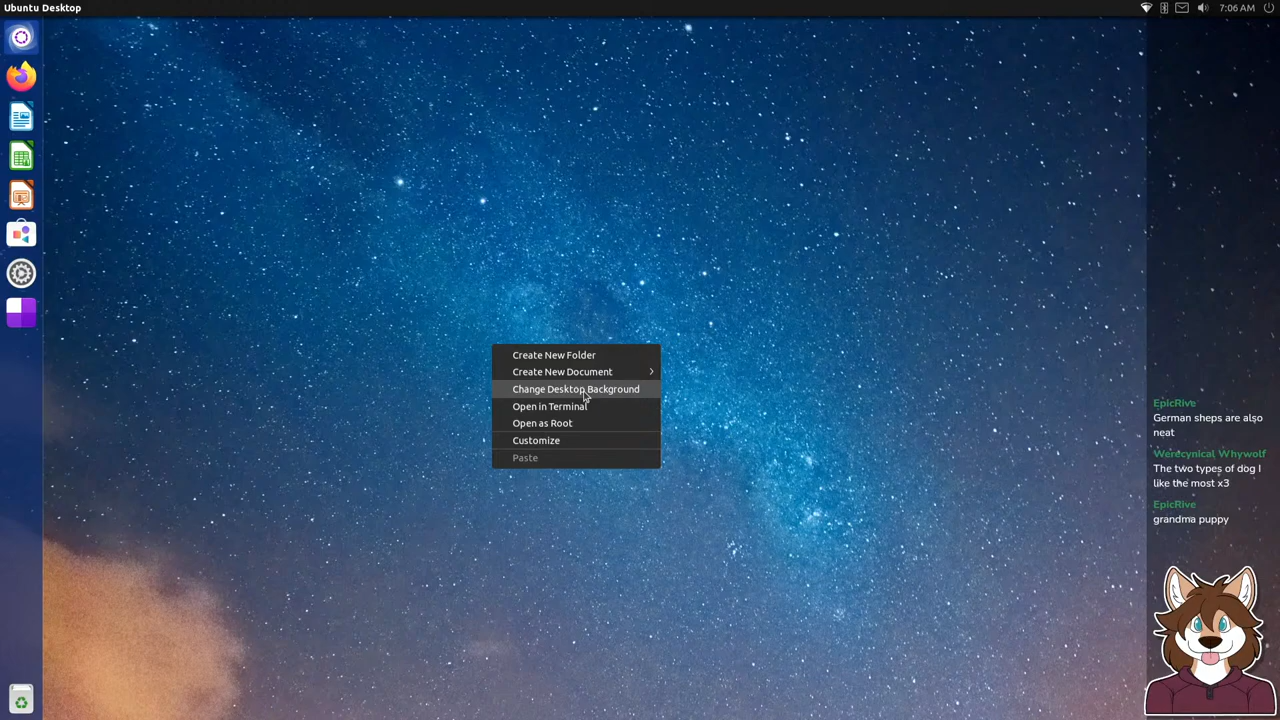 Ubuntu Desktop
7:06 AM
Create New Folder
Create New Document
Change Desktop Background
Open in Terminal
Open as Root
Customize
Paste
EpicRive
German sheps are also
neat
Werecynical Whywolf
The two types of dog I
like the most x3
EpicRive
grandma puppy